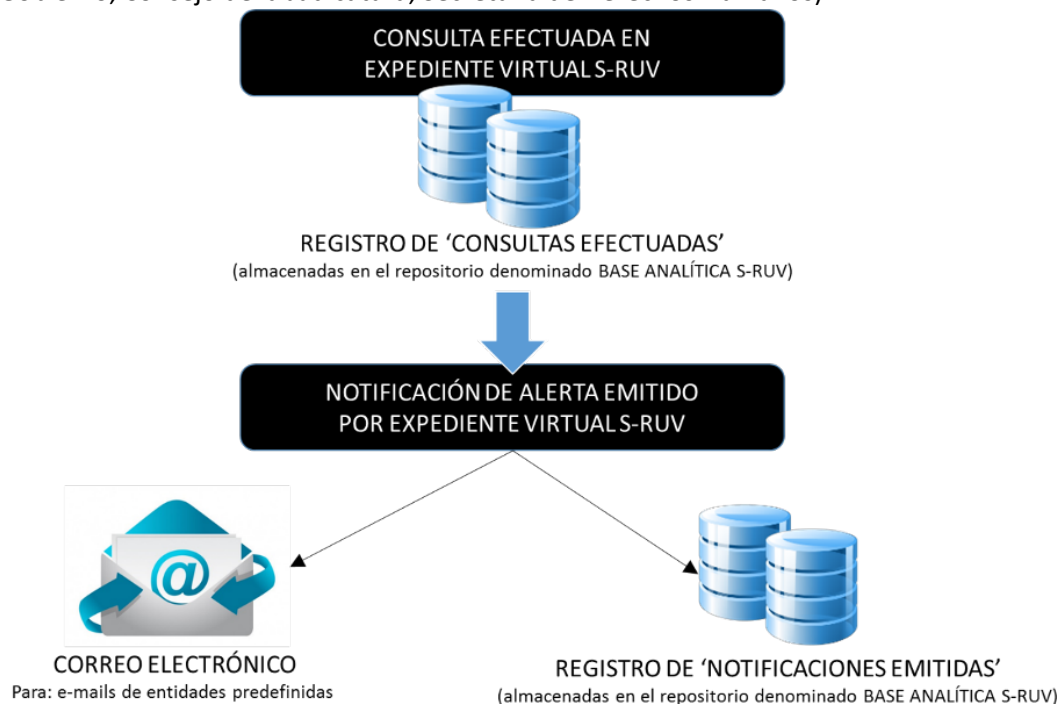 CONSULTA EFECTUADA EN
EXPEDIENTE VIRTUAL S-RUV
REGISTRO DE ‘CONSULTAS EFECTUADAS’
(almacenadas en el repositorio denominado BASE ANALÍTICA S-RUV)
NOTIFICACIÓN DE ALERTA EMITIDO
POR EXPEDIENTE VIRTUAL S-RUV
@
CORREO ELECTRÓNICO
Para: e-mails de entidades predefinidas
REGISTRO DE ‘NOTIFICACIONES EMITIDAS’
(almacenadas en el repositorio denominado BASE ANALÍTICA S-RUV)